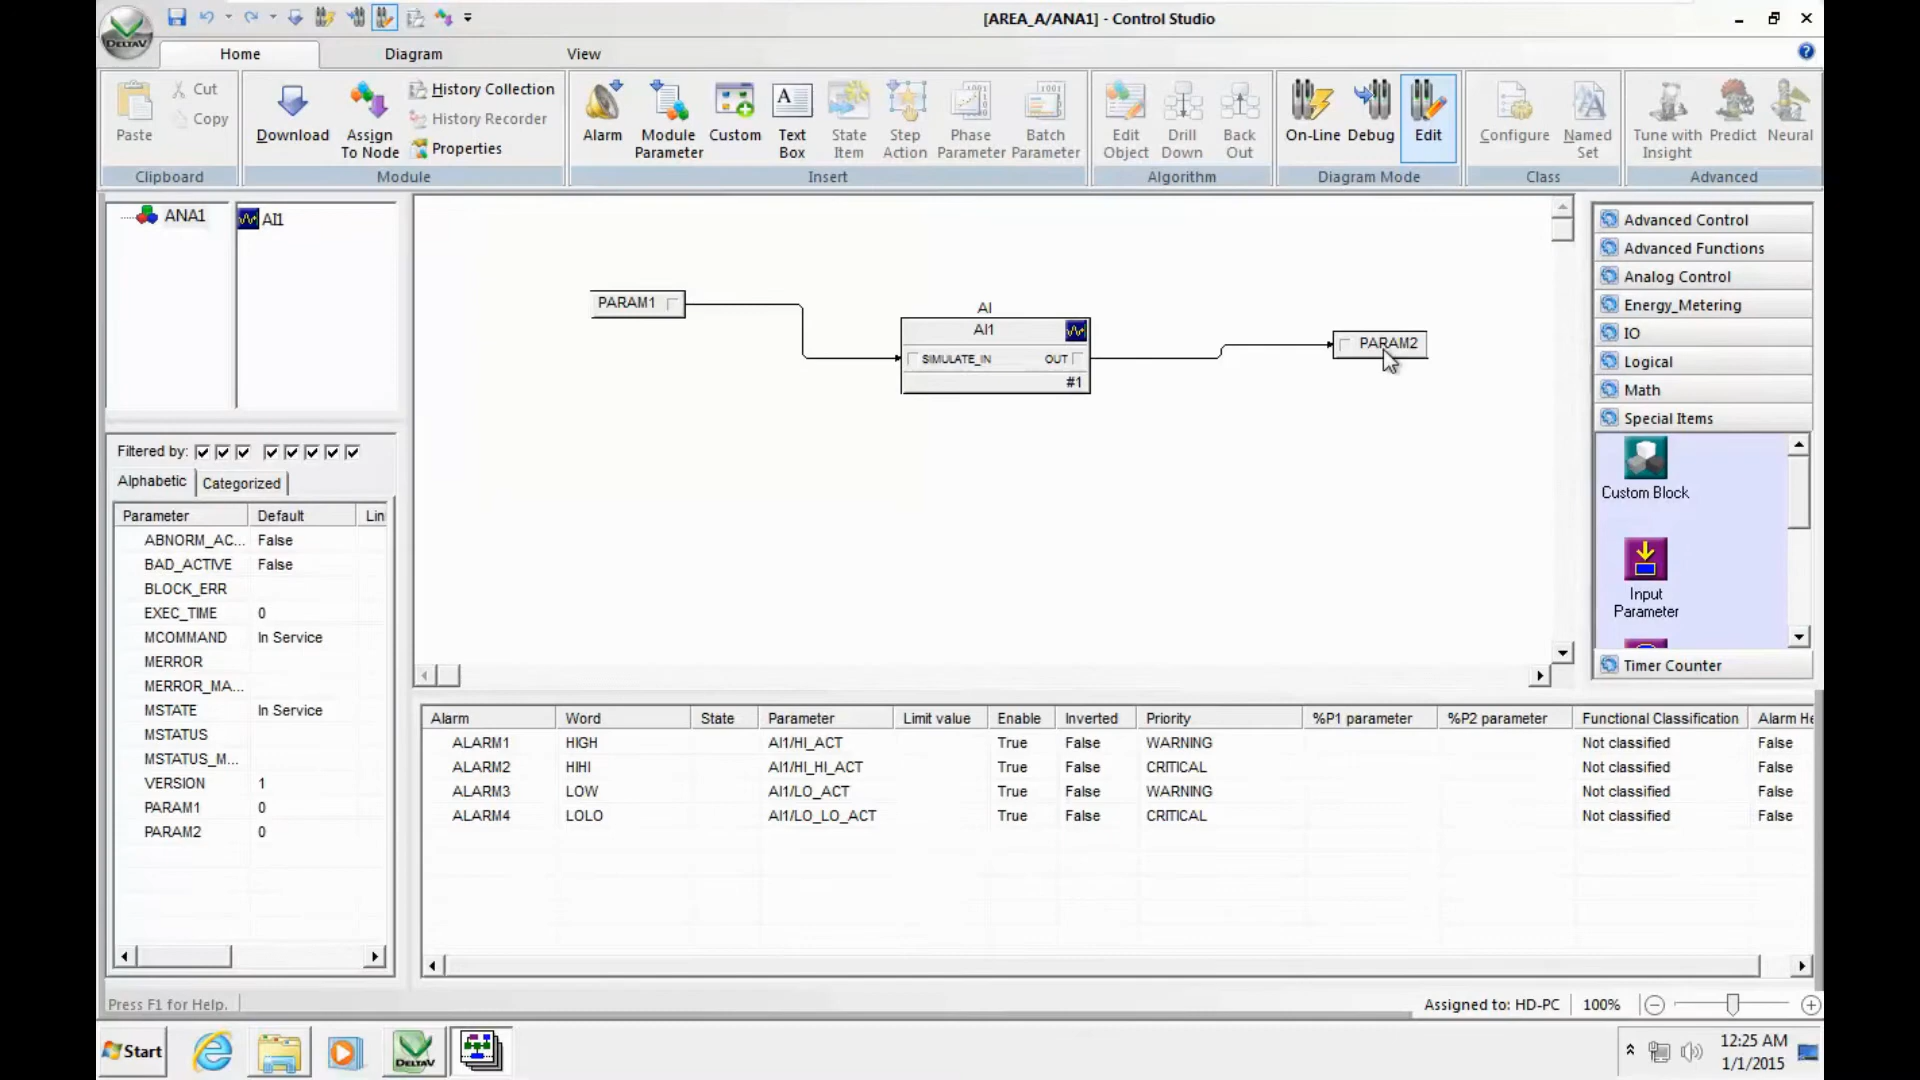 [AREA_A/ANA1] - Control Studio
DELTAV
Home Diagram View
Paste Cut Copy
Download Assign To Node History Collection History Recorder Properties
Alarm Module Parameter Custom Text Box State Item Step Action Phase Parameter Batch Parameter
Edit Object Drill Down Back Out
On-Line Debug Edit
Configure Named Set
Tune with Insight Predict Neural
Clipboard Module Insert Algorithm Diagram Mode Class Advanced
ANA1
AI1
PARAM1
AI
AI1
SIMULATE_IN OUT
#1
PARAM2
Advanced Control
Advanced Functions
Analog Control
Energy_Metering
IO
Logical
Math
Special Items
Custom Block
Input Parameter
Timer Counter
Filtered by:
Alphabetic Categorized
Parameter Default Lin
ABNORM_AC... False
BAD_ACTIVE False
BLOCK_ERR
EXEC_TIME 0
MCOMMAND In Service
MERROR
MERROR_MA...
MSTATE In Service
MSTATUS
MSTATUS_M...
VERSION 1
PARAM1 0
PARAM2 0
Alarm Word State Parameter Limit value Enable Inverted Priority %P1 parameter %P2 parameter Functional Classification Alarm He
ALARM1 HIGH AI1/HI_ACT True False WARNING Not classified False
ALARM2 HIHI AI1/HI_HI_ACT True False CRITICAL Not classified False
ALARM3 LOW AI1/LO_ACT True False WARNING Not classified False
ALARM4 LOLO AI1/LO_LO_ACT True False CRITICAL Not classified False
Press F1 for Help.
Assigned to: HD-PC 100%
Start
DELTAV
12:25 AM
1/1/2015